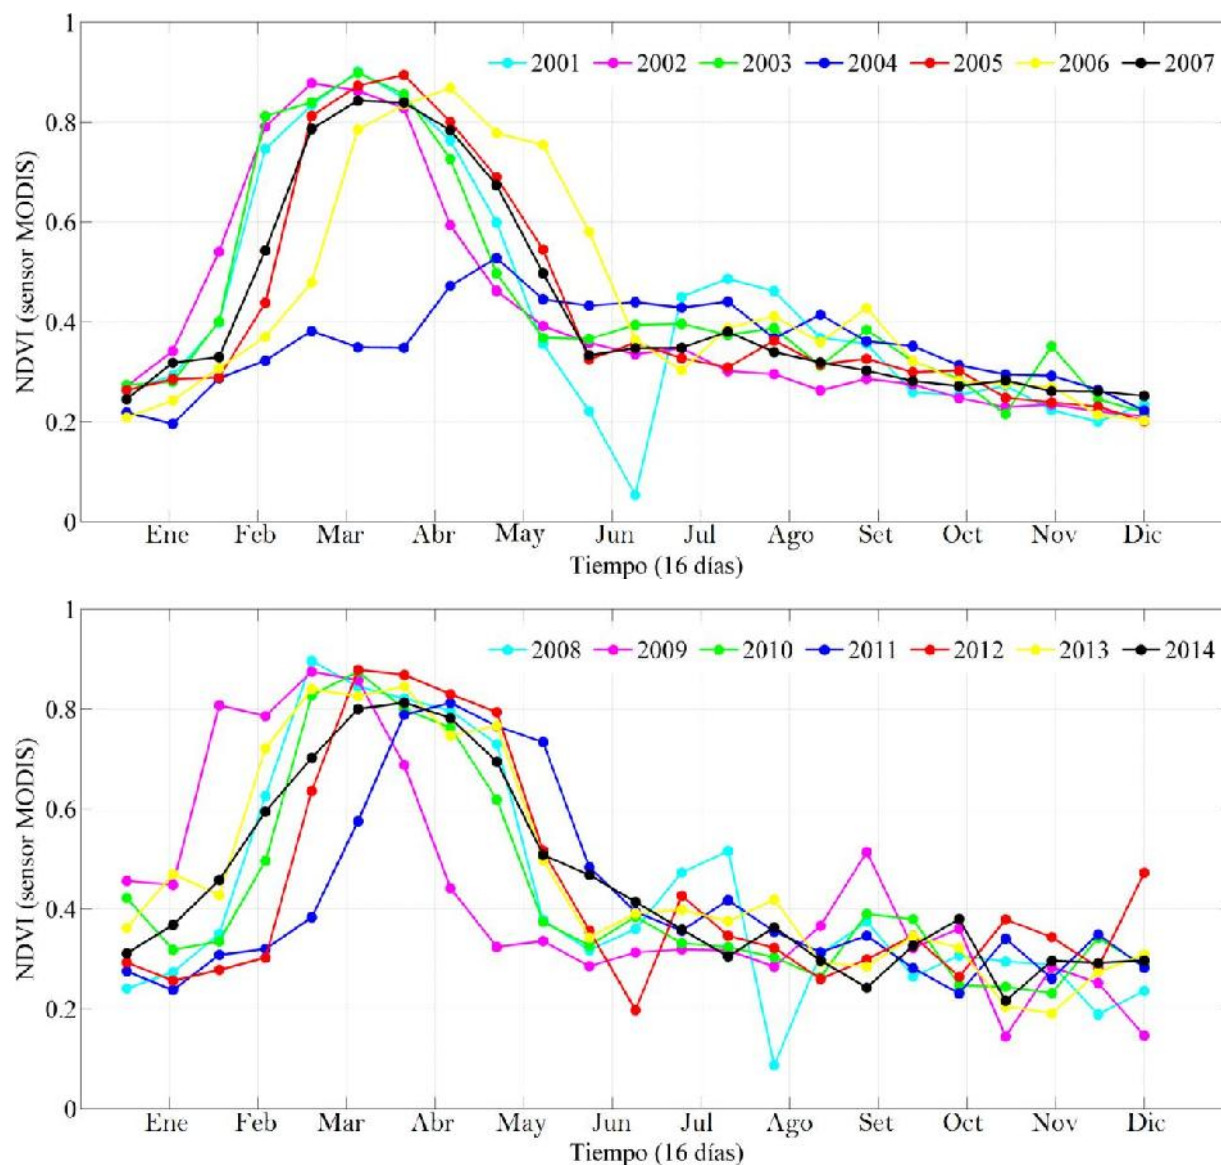 1
2001 2002 2003 2004 2005 2006 2007
0.8
0.6
0.4
0.2
0
NDVI (sensor MODIS)
Ene Feb Mar Abr May Jun Jul Ago Set Oct Nov Dic
Tiempo (16 días)
1
2008 2009 2010 2011 2012 2013 2014
0.8
0.6
0.4
0.2
0
NDVI (sensor MODIS)
Ene Feb Mar Abr May Jun Jul Ago Set Oct Nov Dic
Tiempo (16 días)